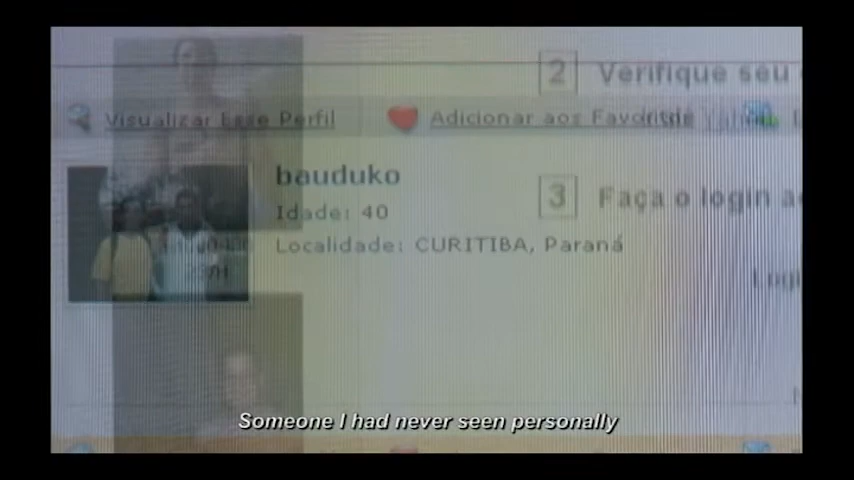 2 Verifique seu
Visualizar Esse Perfil Adicionar aos Favoritos
bauduko
3 Faça o login
Idade: 40
Localidade: CURITIBA, Paraná
Someone I had never seen personally